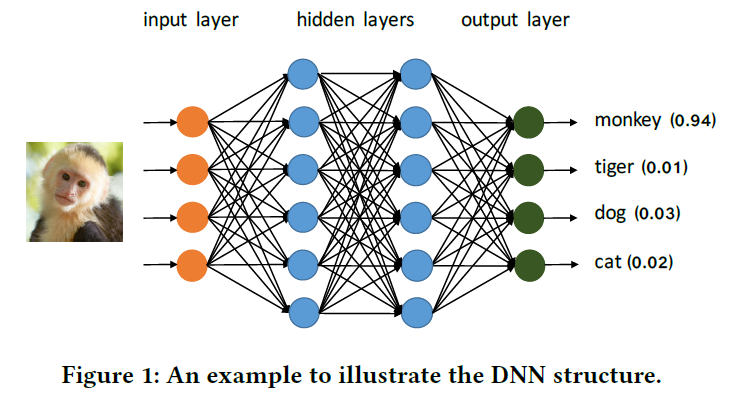 input layer hidden layers output layer
monkey (0.94)
tiger (0.01)
dog (0.03)
cat (0.02)
Figure 1: An example to illustrate the DNN structure.